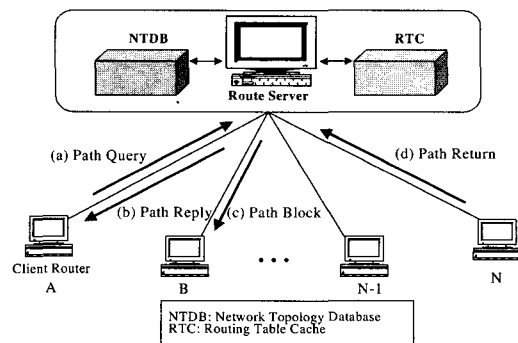 NTDB
RTC
Route Server
(a) Path Query
(d) Path Return
(b) Path Reply
(c) Path Block
Client Router
A
B
...
N-1
N
NTDB: Network Topology Database
RTC: Routing Table Cache